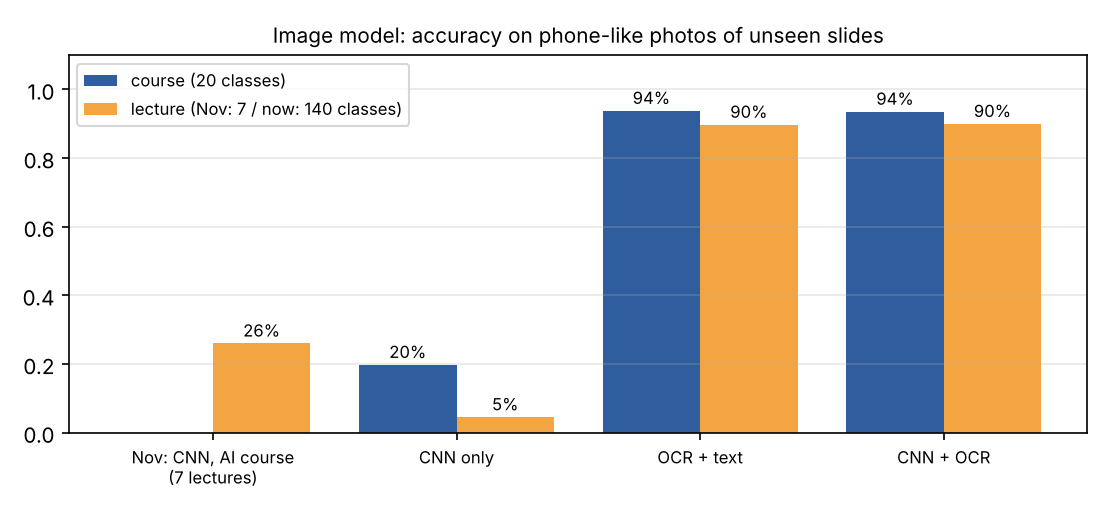 Image model: accuracy on phone-like photos of unseen slides
course (20 classes)
lecture (Nov: 7 / now: 140 classes)
1.0
0.8
0.6
0.4
0.2
0.0
26%
20%
5%
94%
90%
94%
90%
Nov: CNN, AI course
(7 lectures)
CNN only
OCR + text
CNN + OCR